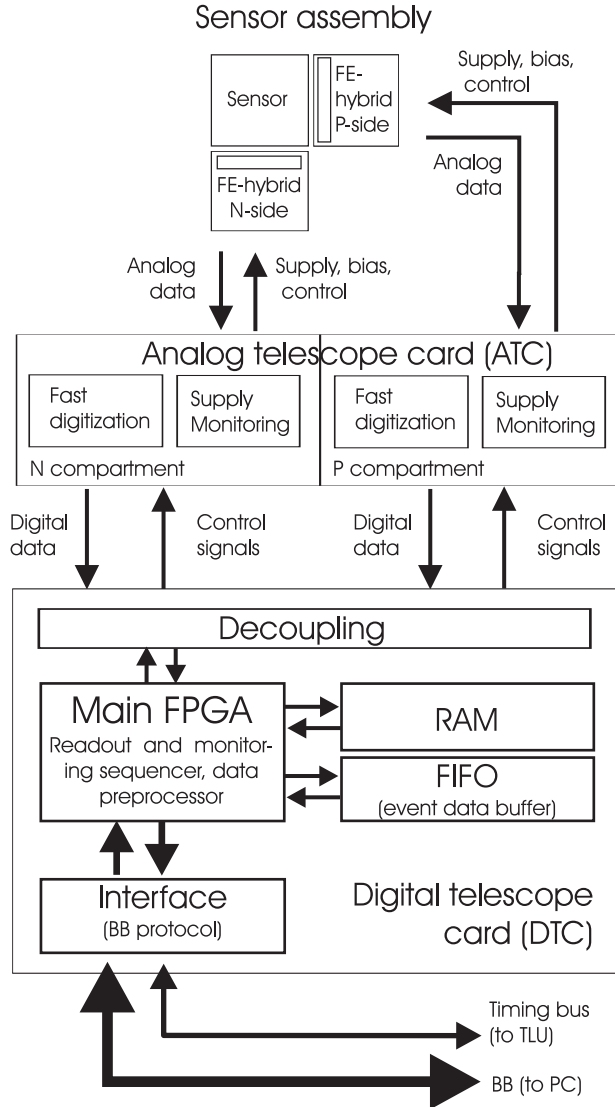 Sensor assembly
Sensor
FE-
hybrid
P-side
Supply, bias,
control
FE-hybrid
N-side
Analog
data
Analog
data
Supply, bias,
control
Analog telescope card (ATC)
Fast
digitization
Supply
Monitoring
Fast
digitization
Supply
Monitoring
N compartment
P compartment
Digital
data
Control
signals
Digital
data
Control
signals
Decoupling
Main FPGA
Readout and monitor-
ing sequencer, data
preprocessor
RAM
FIFO
(event data buffer)
Interface
(BB protocol)
Digital telescope
card (DTC)
Timing bus
(to TLU)
BB (to PC)